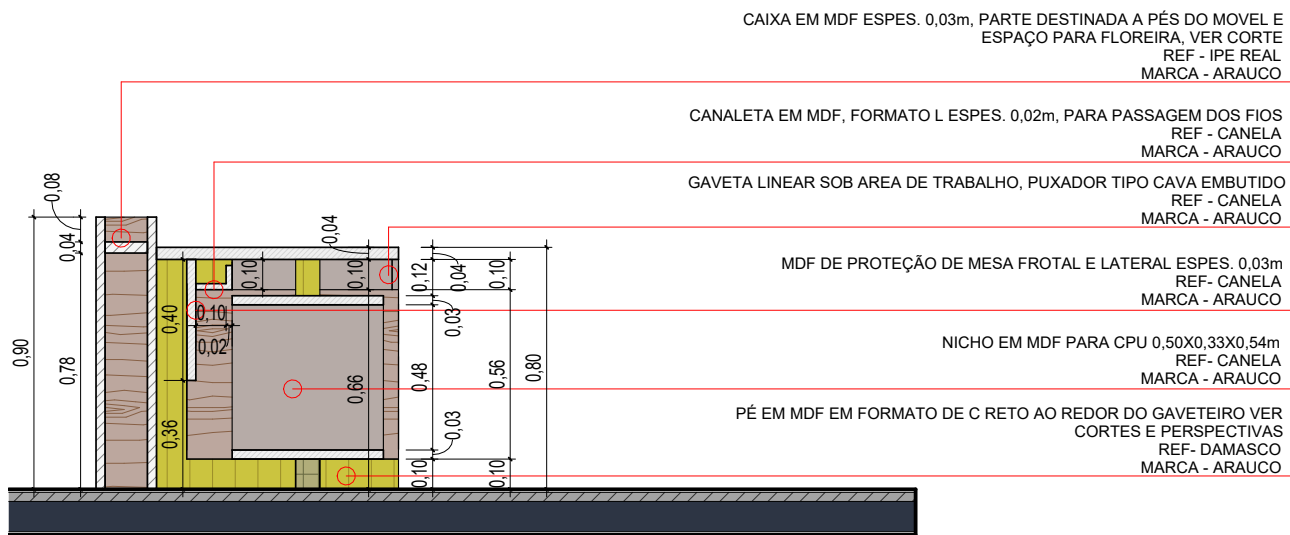 CAIXA EM MDF ESPES. 0,03m, PARTE DESTINADA A PÉS DO MOVEL E
ESPAÇO PARA FLOREIRA, VER CORTE
REF - IPE REAL
MARCA - ARAUCO
CANALETA EM MDF, FORMATO L ESPES. 0,02m, PARA PASSAGEM DOS FIOS
REF - CANELA
MARCA - ARAUCO
GAVETA LINEAR SOB AREA DE TRABALHO, PUXADOR TIPO CAVA EMBUTIDO
REF - CANELA
MARCA - ARAUCO
MDF DE PROTEÇÃO DE MESA FROTAL E LATERAL ESPES. 0,03m
REF- CANELA
MARCA - ARAUCO
NICHO EM MDF PARA CPU 0,50X0,33X0,54m
REF- CANELA
MARCA - ARAUCO
PÉ EM MDF EM FORMATO DE C RETO AO REDOR DO GAVETEIRO VER
CORTES E PERSPECTIVAS
REF- DAMASCO
MARCA - ARAUCO
0,90
0,08
0,04
0,78
0,40
0,36
0,10
0,02
0,10
0,04
0,10
0,66
0,12
0,48
0,10
0,04
0,03
0,03
0,10
0,56
0,10
0,80